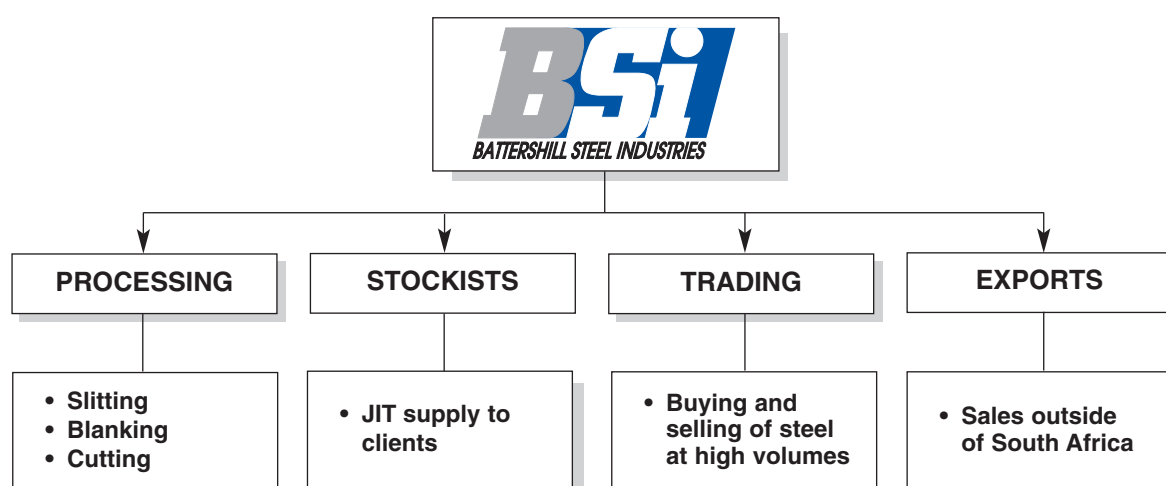 BSi
BATTERSHILL STEEL INDUSTRIES
PROCESSING
STOCKISTS
TRADING
EXPORTS
• Slitting
• Blanking
• Cutting
• JIT supply to
clients
• Buying and
selling of steel
at high volumes
• Sales outside
of South Africa